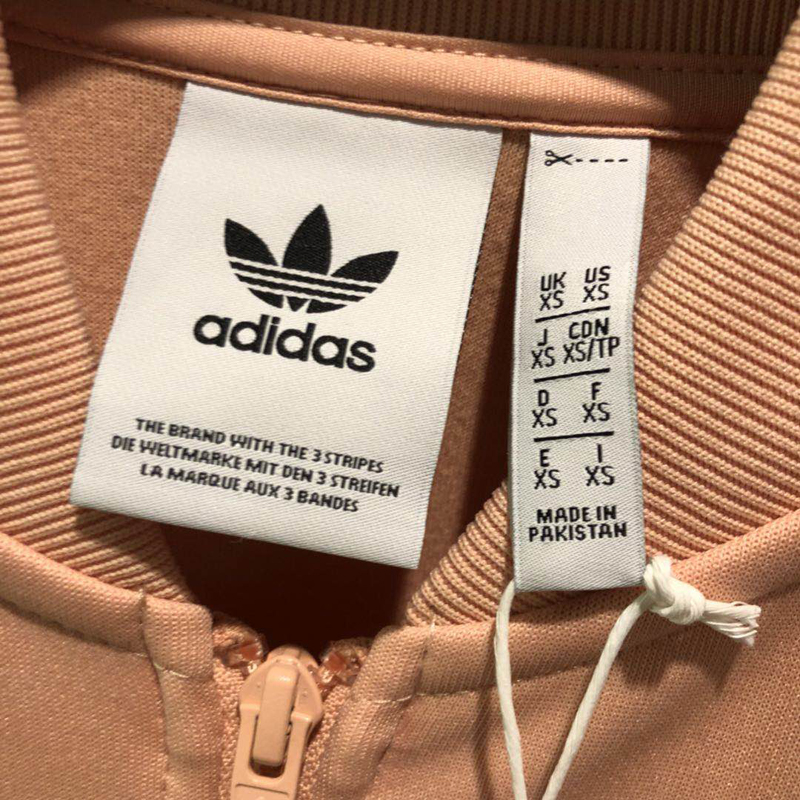 adidas
THE BRAND WITH THE 3 STRIPES
DIE WELTMARKE MIT DEN 3 STREIFEN
LA MARQUE AUX 3 BANDES
UK US
XS XS
J CDN
XS XS/TP
D F
XS XS
E I
XS XS
MADE IN
PAKISTAN